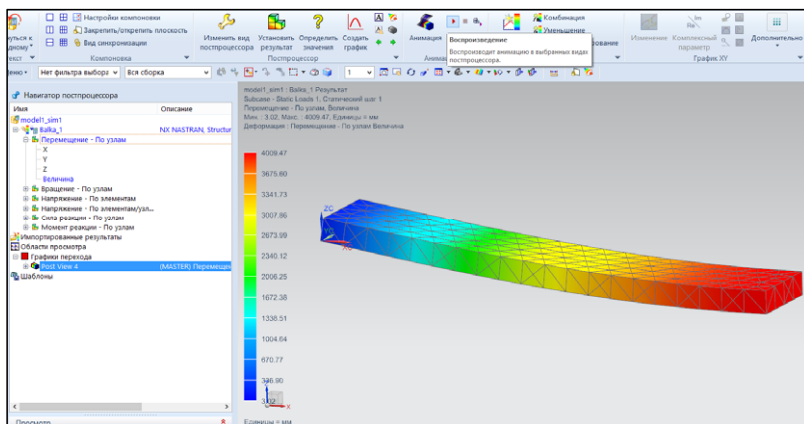 Настройки компоновки
Закрепить/открепить плоскость
Вид синхронизации
Компоновка
Изменить вид постпроцессора
Установить результат
Определить значения
Создать график
Постпроцессор
Анимация
Комбинация
Уменьшение
Изменение
Комплексный параметр
График XY
Дополнительно
Воспроизведение
Воспроизводит анимацию в выбранных видах
постпроцессора.
Нет фильтра выбора
Вся сборка
1
Навигатор постпроцессора
Имя
Описание
model1_sim1
Balka_1
NX NASTRAN, Structur
Перемещение - По узлам
X
Y
Z
Величина
Вращение - По узлам
Напряжение - По элементам
Напряжение - По элементам/узл...
Сила реакции - По узлам
Момент реакции - По узлам
Импортированные результаты
Области просмотра
Графики перехода
Post View 4
(MASTER) Перемещен
Шаблоны
Просмотр
model1_sim1 : Balka_1 Результат
Subcase - Static Loads 1, Статический шаг 1
Перемещение - По узлам, Величина
Мин. : 3.02, Макс. : 4009.47, Единицы = мм
Деформация : Перемещение - По узлам Величина
4009.47
3675.60
3341.73
3007.86
2673.99
2340.12
2006.25
1672.38
1338.51
1004.64
670.77
336.90
3.02
Единицы = мм
ZC
YC
XC
X